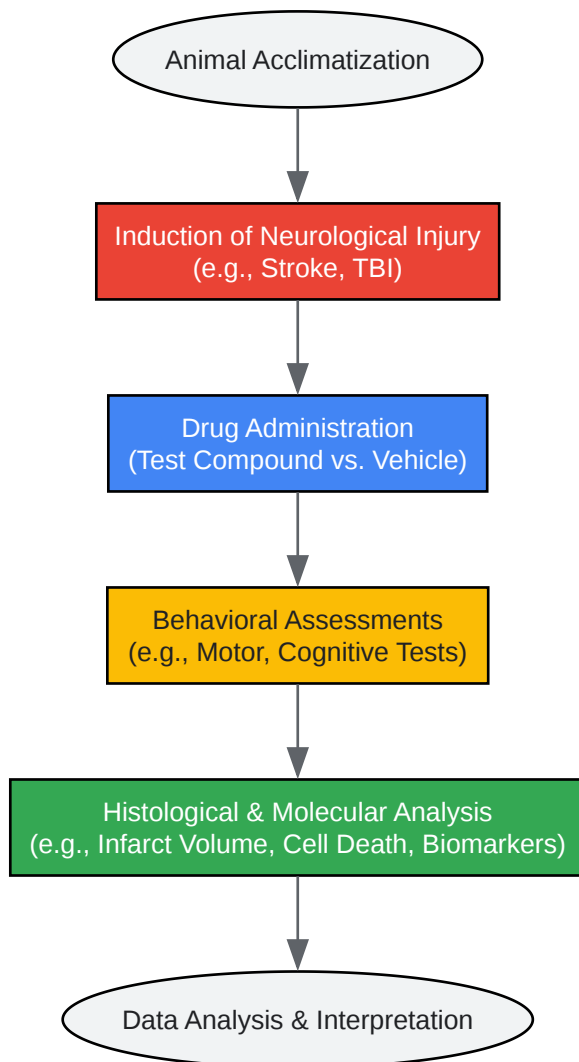 Animal Acclimatization
Induction of Neurological Injury
(e.g., Stroke, TBI)
Drug Administration
(Test Compound vs. Vehicle)
Behavioral Assessments
(e.g., Motor, Cognitive Tests)
Histological & Molecular Analysis
(e.g., Infarct Volume, Cell Death, Biomarkers)
Data Analysis & Interpretation